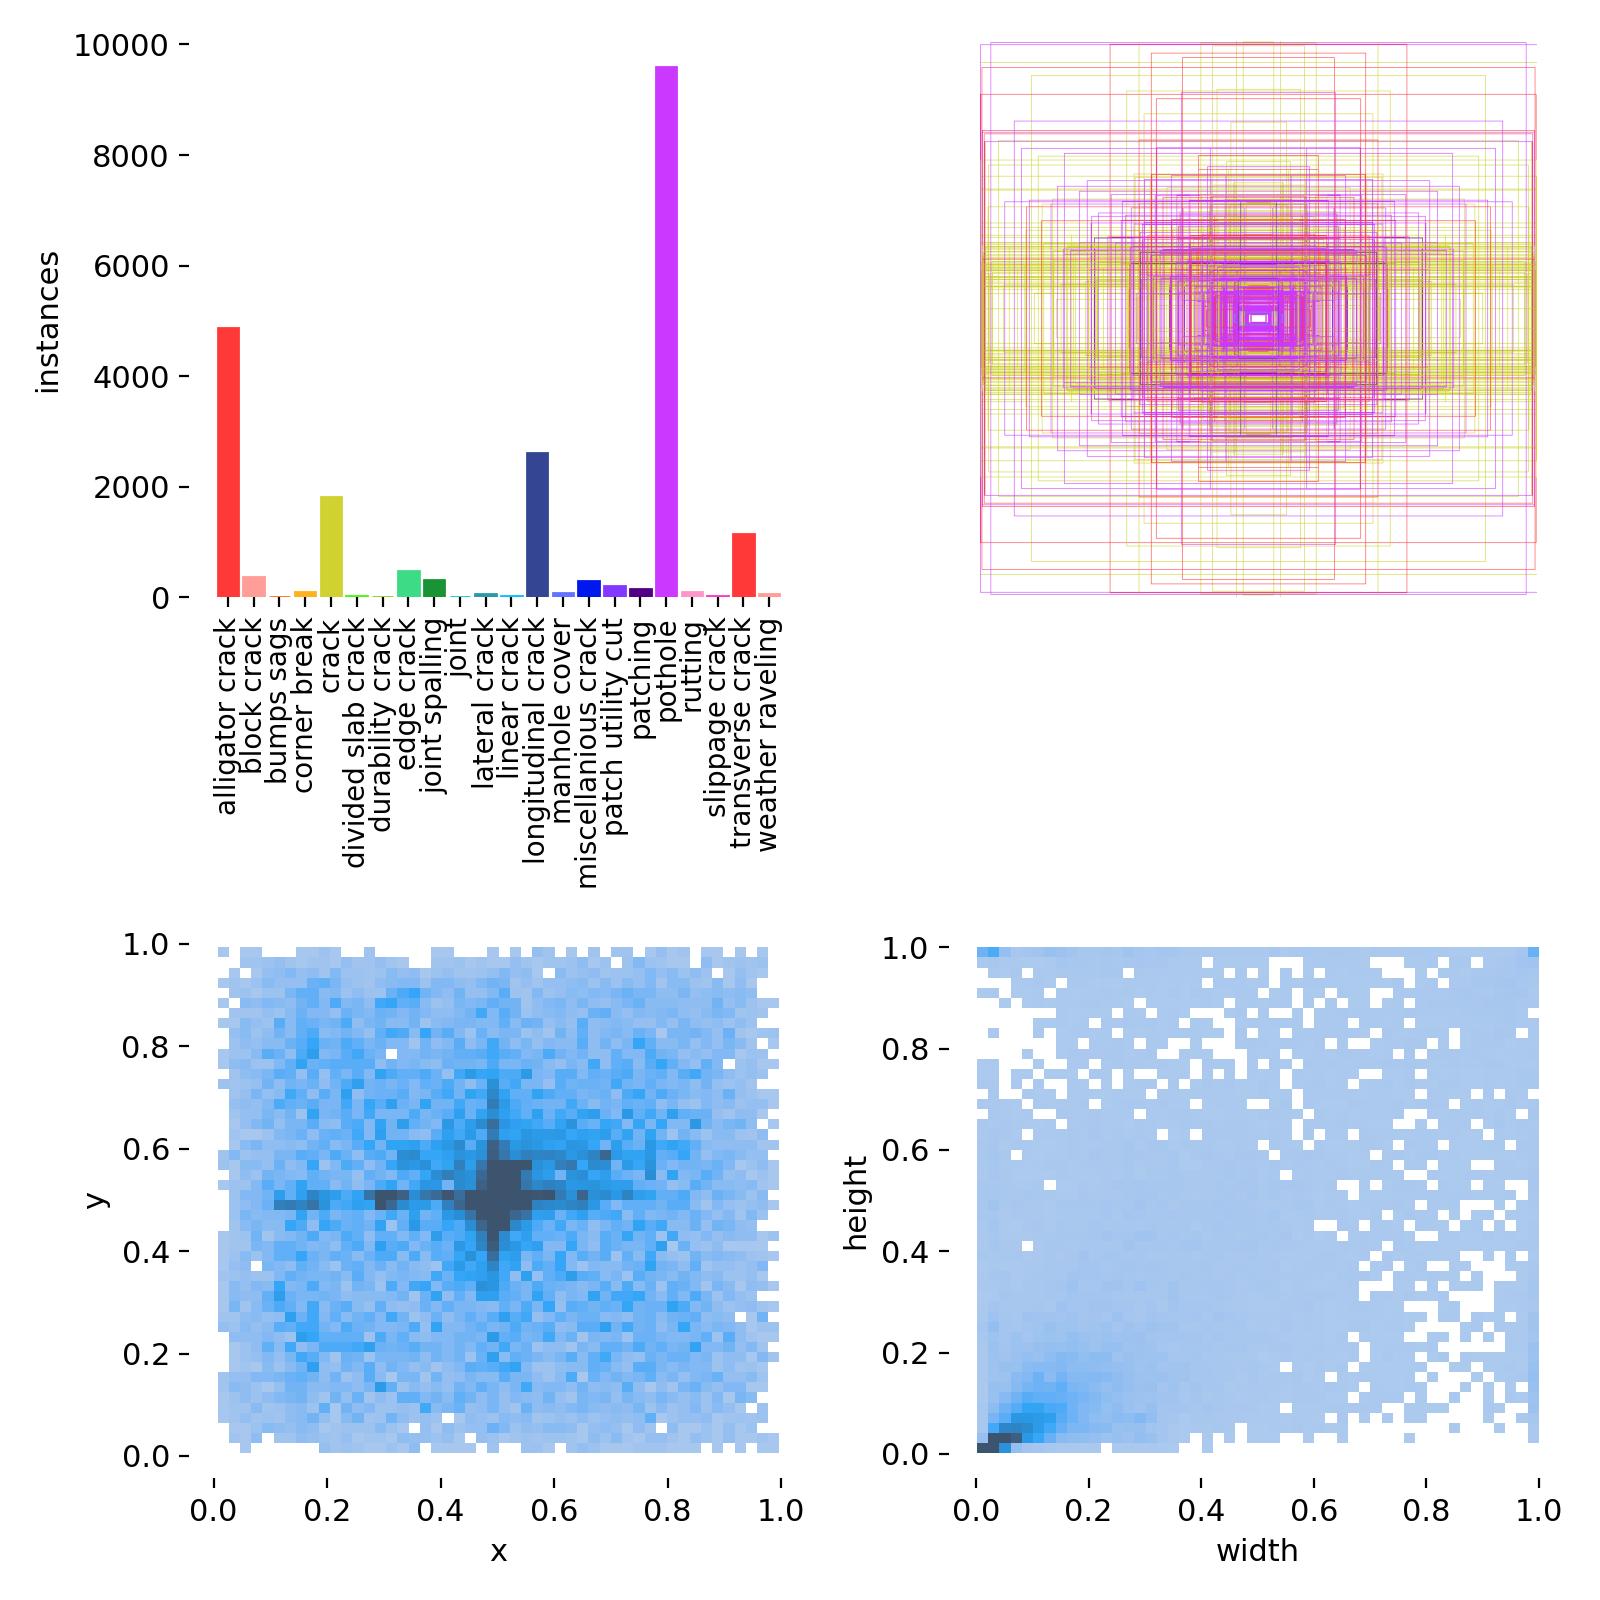 10000
8000
6000
4000
2000
0
instances
alligator crack
block crack
bumps sags
corner break
crack
divided slab crack
durability crack
edge crack
joint spalling
joint
lateral crack
linear crack
longitudinal crack
manhole cover
miscellanious crack
patch utility cut
patching
pothole
rutting
slippage crack
transverse crack
weather raveling
1.0
0.8
0.6
0.4
0.2
0.0
y
0.0 0.2 0.4 0.6 0.8 1.0
x
1.0
0.8
0.6
0.4
0.2
0.0
height
0.0 0.2 0.4 0.6 0.8 1.0
width